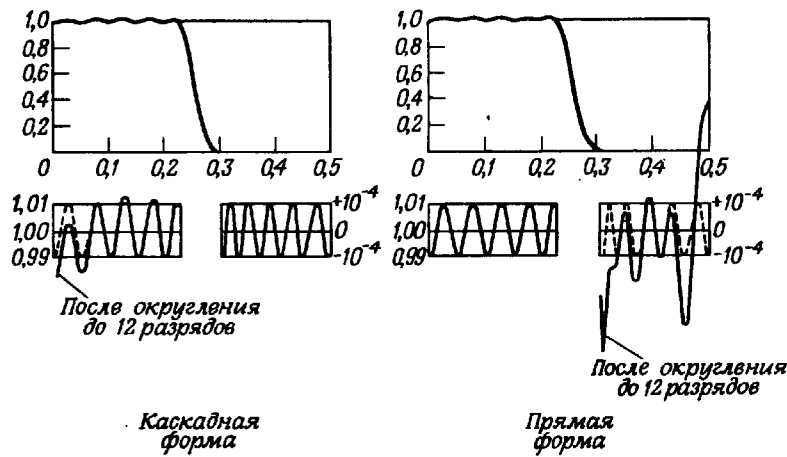 1,0
0,8
0,6
0,4
0,2
0 0,1 0,2 0,3 0,4 0,5
1,01
1,00
0,99
+10⁻⁴
0
-10⁻⁴
После округления
до 12 разрядов
Каскадная
форма
1,0
0,8
0,6
0,4
0,2
0 0,1 0,2 0,3 0,4 0,5
1,01
1,00
0,99
+10⁻⁴
0
-10⁻⁴
После округления
до 12 разрядов
Прямая
форма